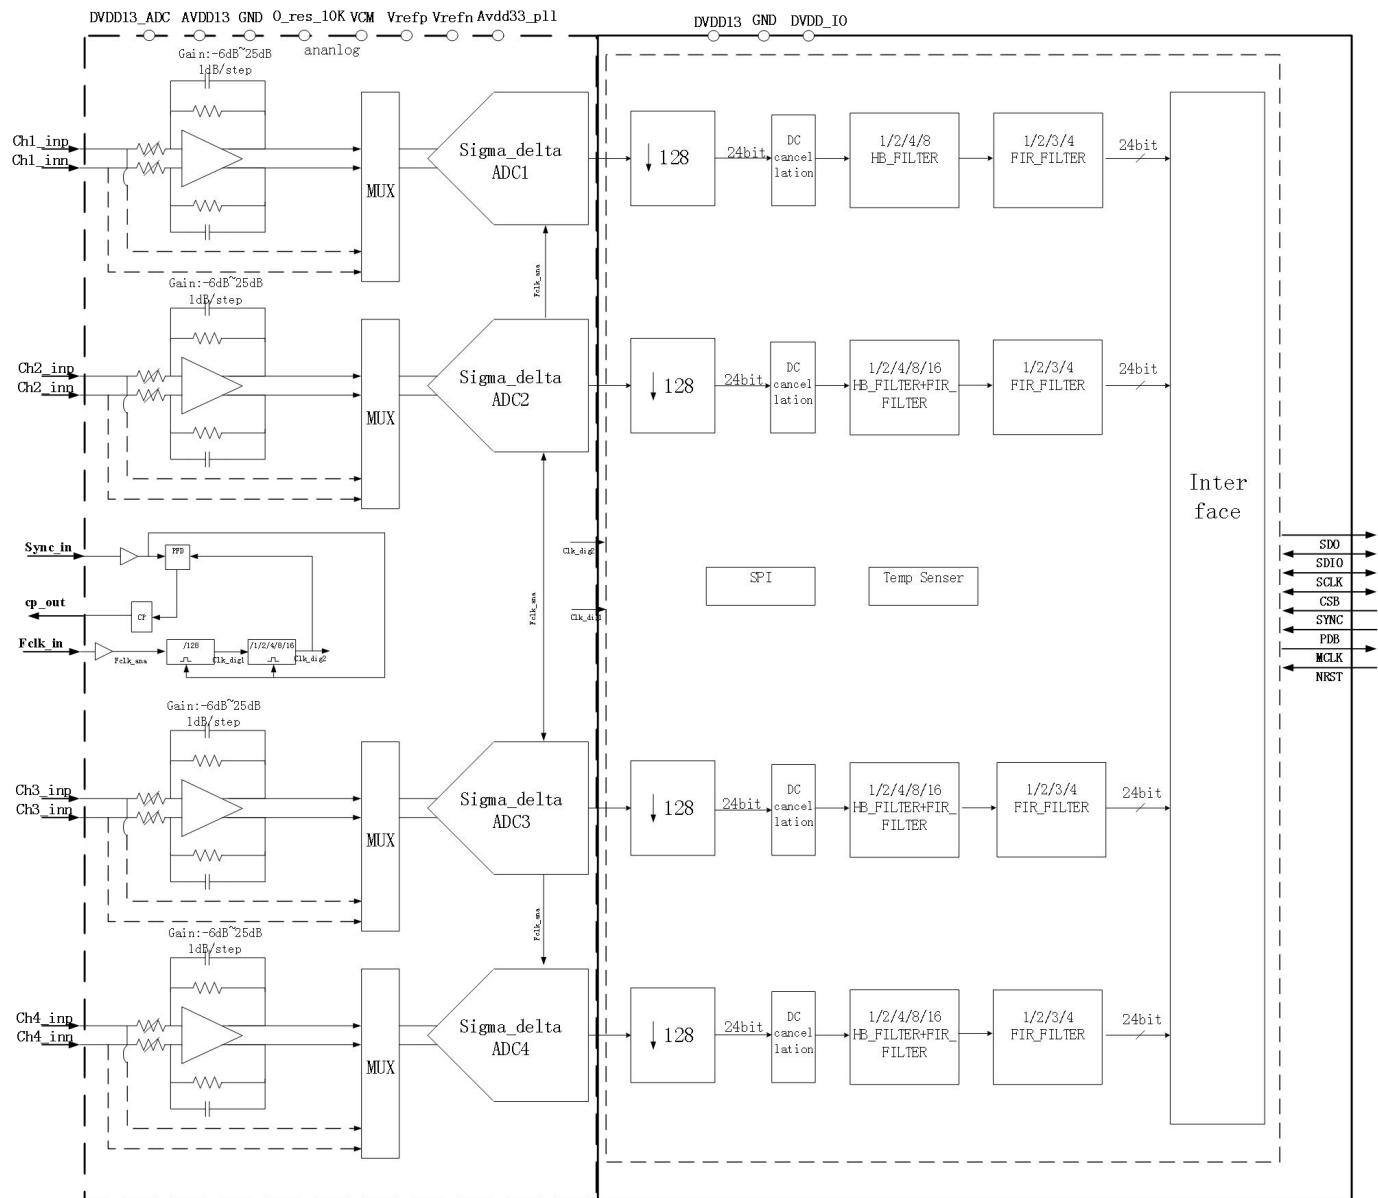 DVDD13_ADC AVDD13 GND O_res_10K VCM Vrefp Vrefn Avdd33_pll
DVDD13 GND DVDD_IO
ananlog
Gain:-6dB~25dB
1dB/step
Ch1_inp
Ch1_inn
MUX
Sigma_delta
ADC1
128
24bit
DC
cancel
lation
1/2/4/8
HB_FILTER
1/2/3/4
FIR_FILTER
24bit
Fclk_ana
Gain:-6dB~25dB
1dB/step
Ch2_inp
Ch2_inn
MUX
Sigma_delta
ADC2
128
24bit
DC
cancel
lation
1/2/4/8/16
HB_FILTER+FIR_
FILTER
1/2/3/4
FIR_FILTER
24bit
Inter
face
Sync_in
PFD
cp_out
CP
Fclk_in
Fclk_ana
/128
Clk_dig1
/1/2/4/8/16
Clk_dig2
Fclk_ana
Clk_dig2
Clk_dig1
SPI
Temp Senser
SDO
SDIO
SCLK
CSB
SYNC
PDB
MCLK
NRST
Gain:-6dB~25dB
1dB/step
Ch3_inp
Ch3_inn
MUX
Sigma_delta
ADC3
128
24bit
DC
cancel
lation
1/2/4/8/16
HB_FILTER+FIR_
FILTER
1/2/3/4
FIR_FILTER
24bit
Fclk_ana
Gain:-6dB~25dB
1dB/step
Ch4_inp
Ch4_inn
MUX
Sigma_delta
ADC4
128
24bit
DC
cancel
lation
1/2/4/8/16
HB_FILTER+FIR_
FILTER
1/2/3/4
FIR_FILTER
24bit